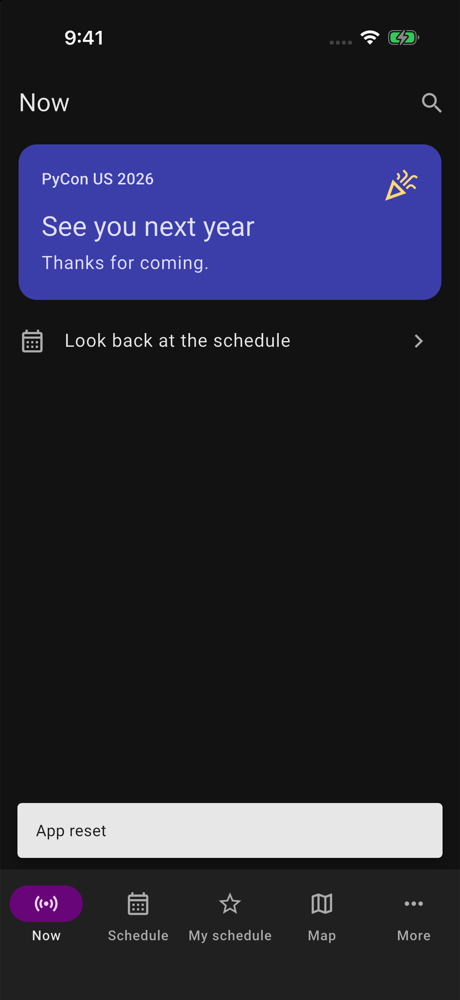 9:41
Now
PyCon US 2026
See you next year
Thanks for coming.
Look back at the schedule
App reset
Now
Schedule
My schedule
Map
More